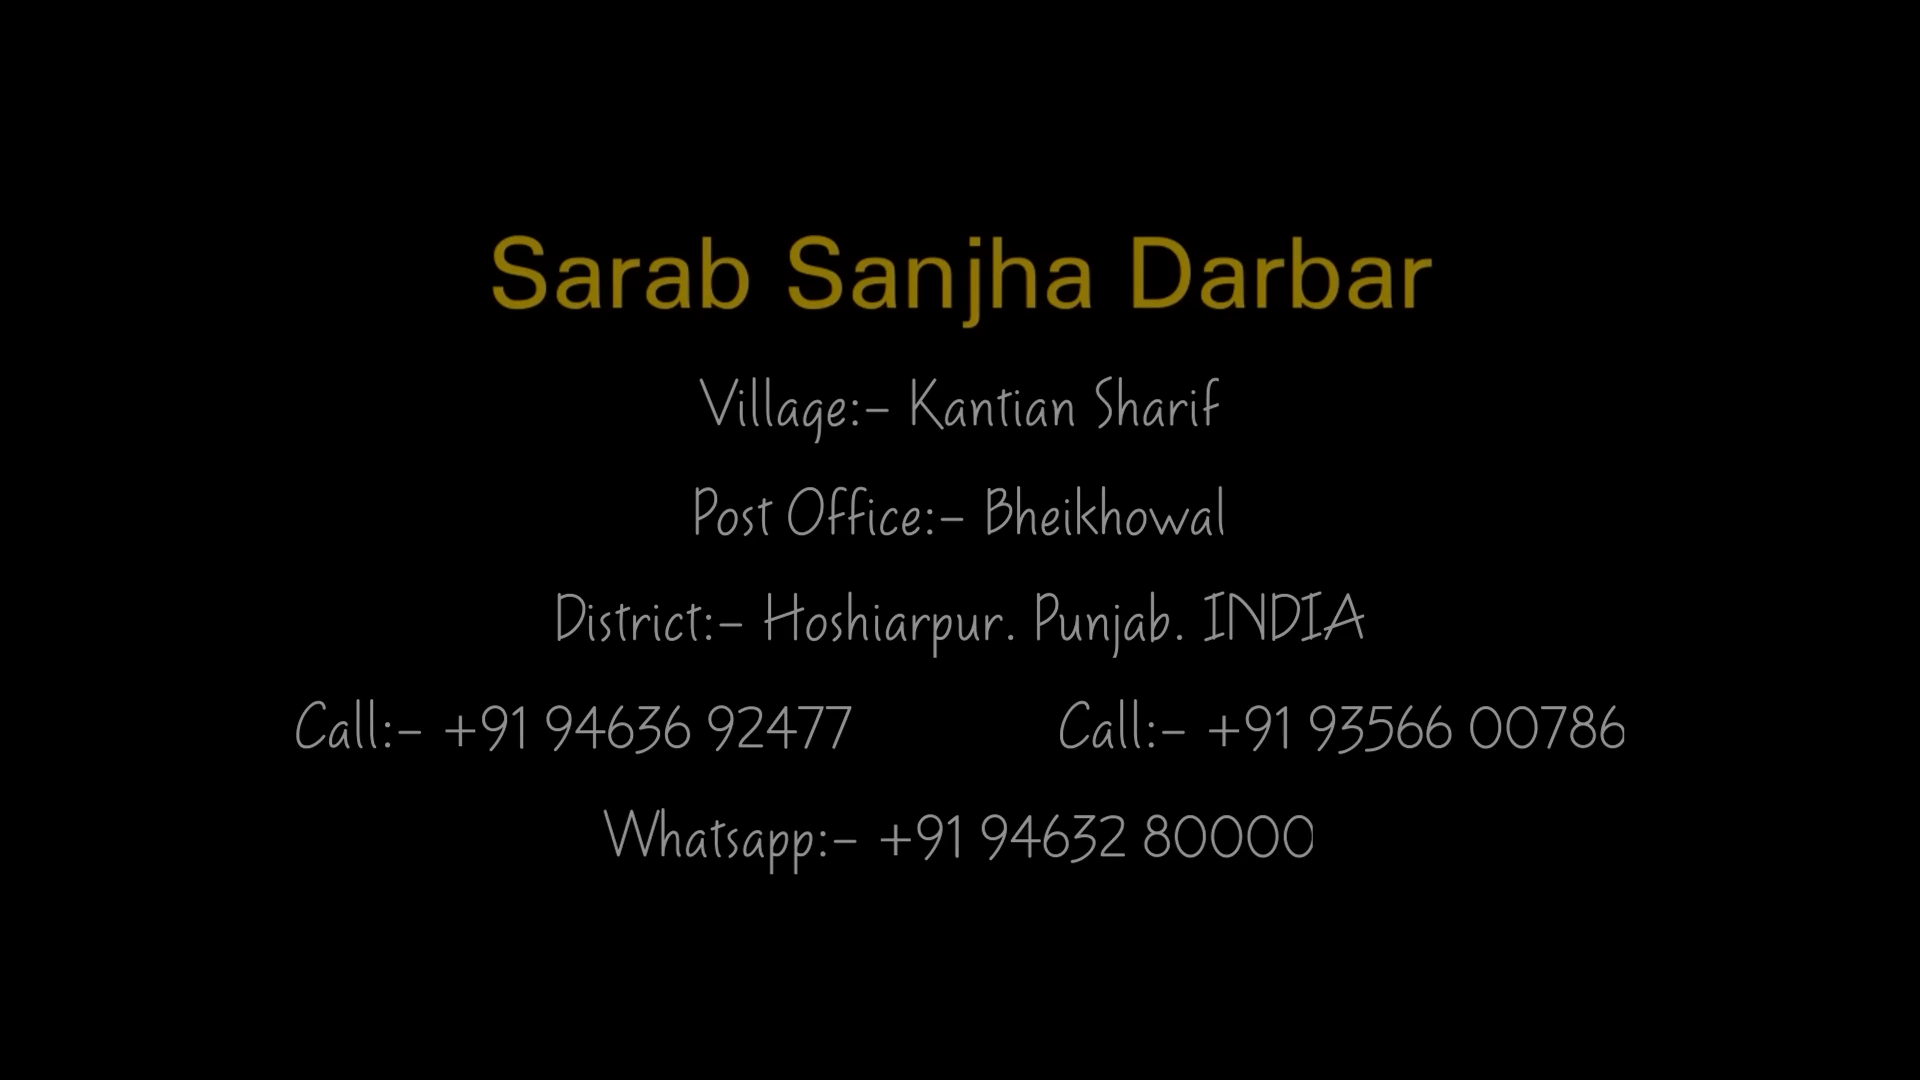 Sarab Sanjha Darbar
Village:- Kantian Sharif
Post Office:- Bheikhowal
District:- Hoshiarpur. Punjab. INDIA
Call:- +91 94636 92477 Call:- +91 93566 00786
Whatsapp:- +91 94632 80000